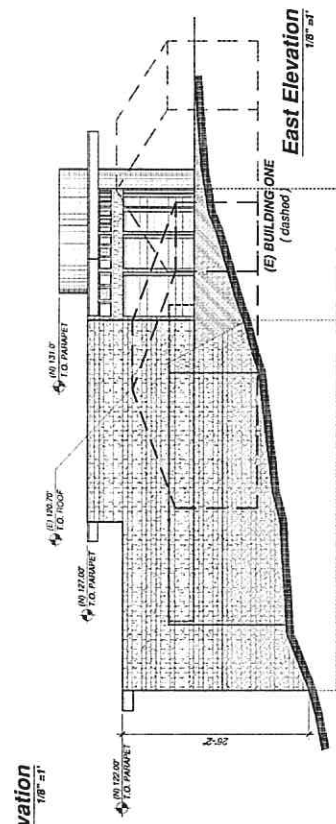 East Elevation
1/8" =1'
(E) BUILDING ONE
( dashed )
(N) 131.0'
T.O. PARAPET
(E) 120.70'
T.O. ROOF
(N) 127.00'
T.O. PARAPET
(N) 122.00'
T.O. PARAPET
26'-2"
vation
1/8" =1'